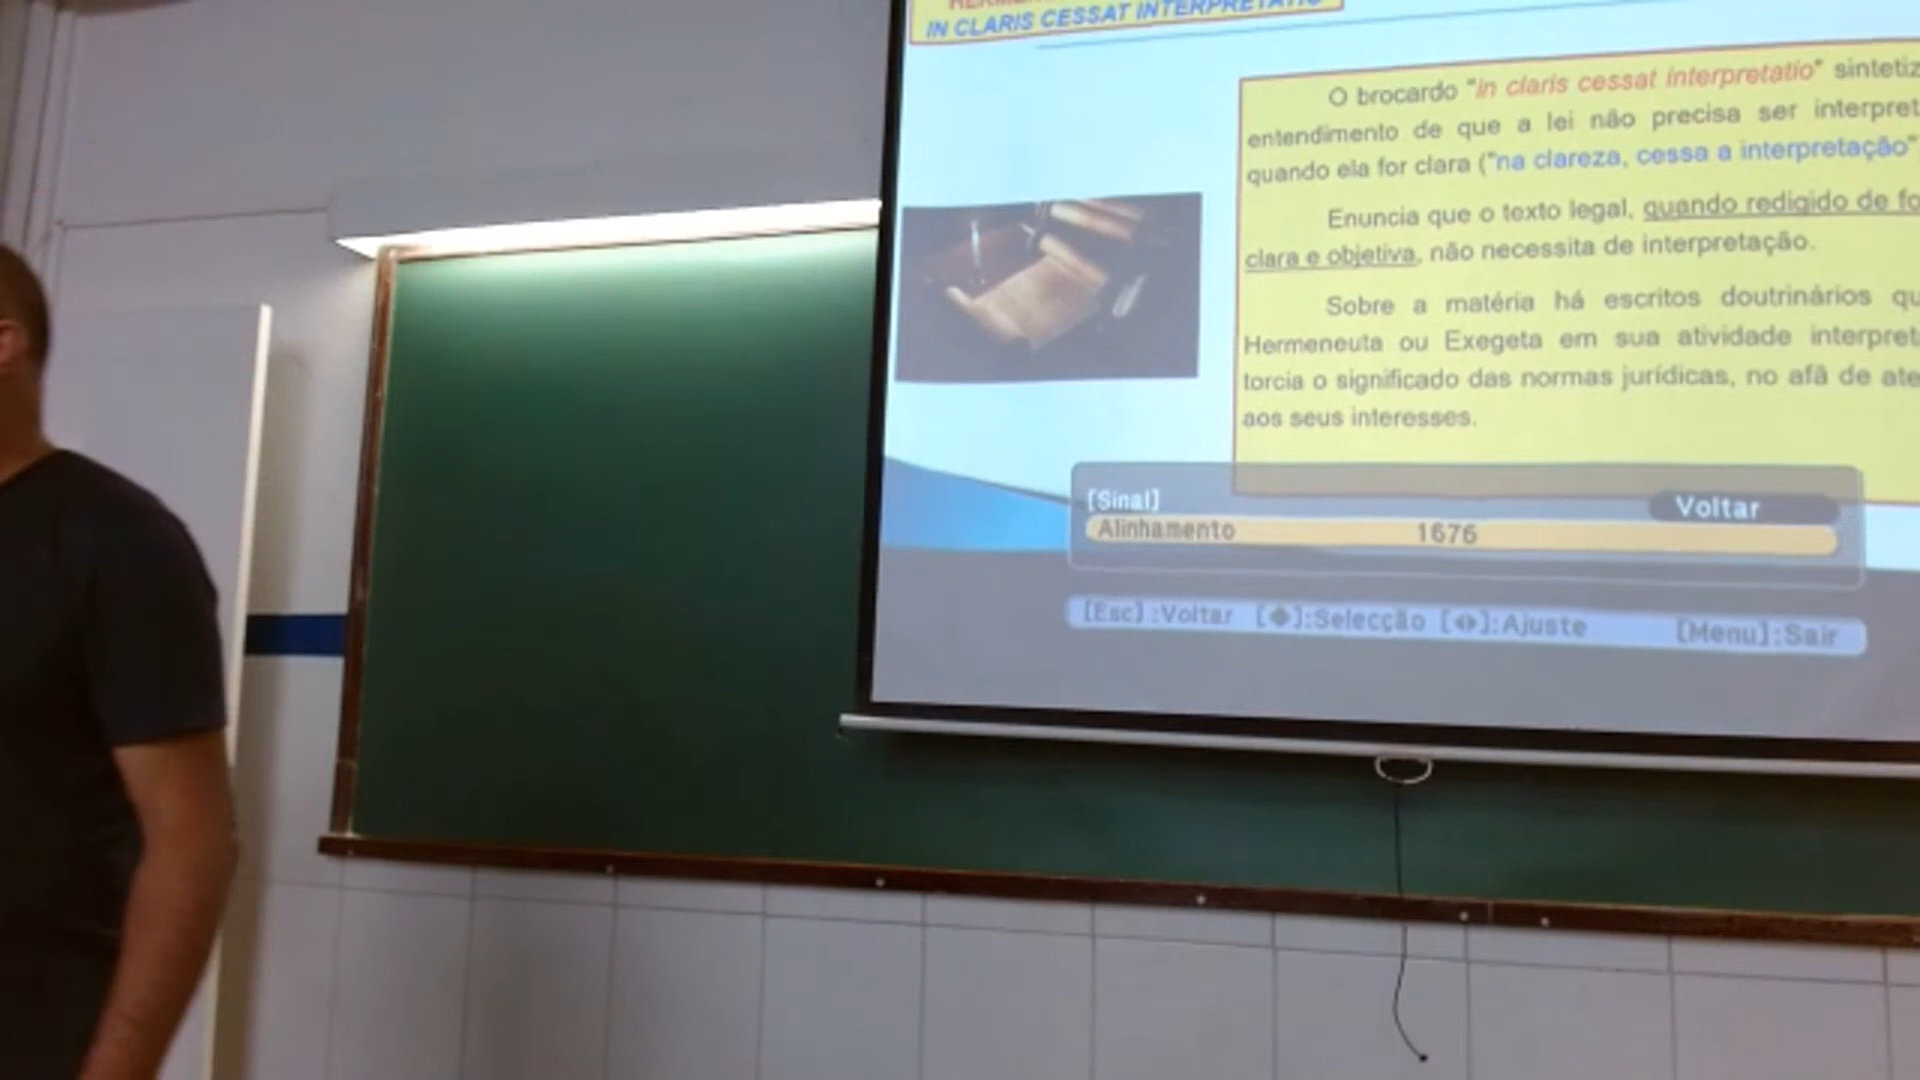 IN CLARIS CESSAT INTERPRETATIO
O brocardo "in claris cessat interpretatio" sintetiz
entendimento de que a lei não precisa ser interpret
quando ela for clara ("na clareza, cessa a interpretação"
Enuncia que o texto legal, quando redigido de fo
clara e objetiva, não necessita de interpretação.
Sobre a matéria há escritos doutrinários qu
Hermeneuta ou Exegeta em sua atividade interpret
torcia o significado das normas jurídicas, no afã de ate
aos seus interesses.
[Sinal] Voltar
Alinhamento 1676
[Esc]:Voltar [◆]:Selecção [◂▸]:Ajuste [Menu]:Sair